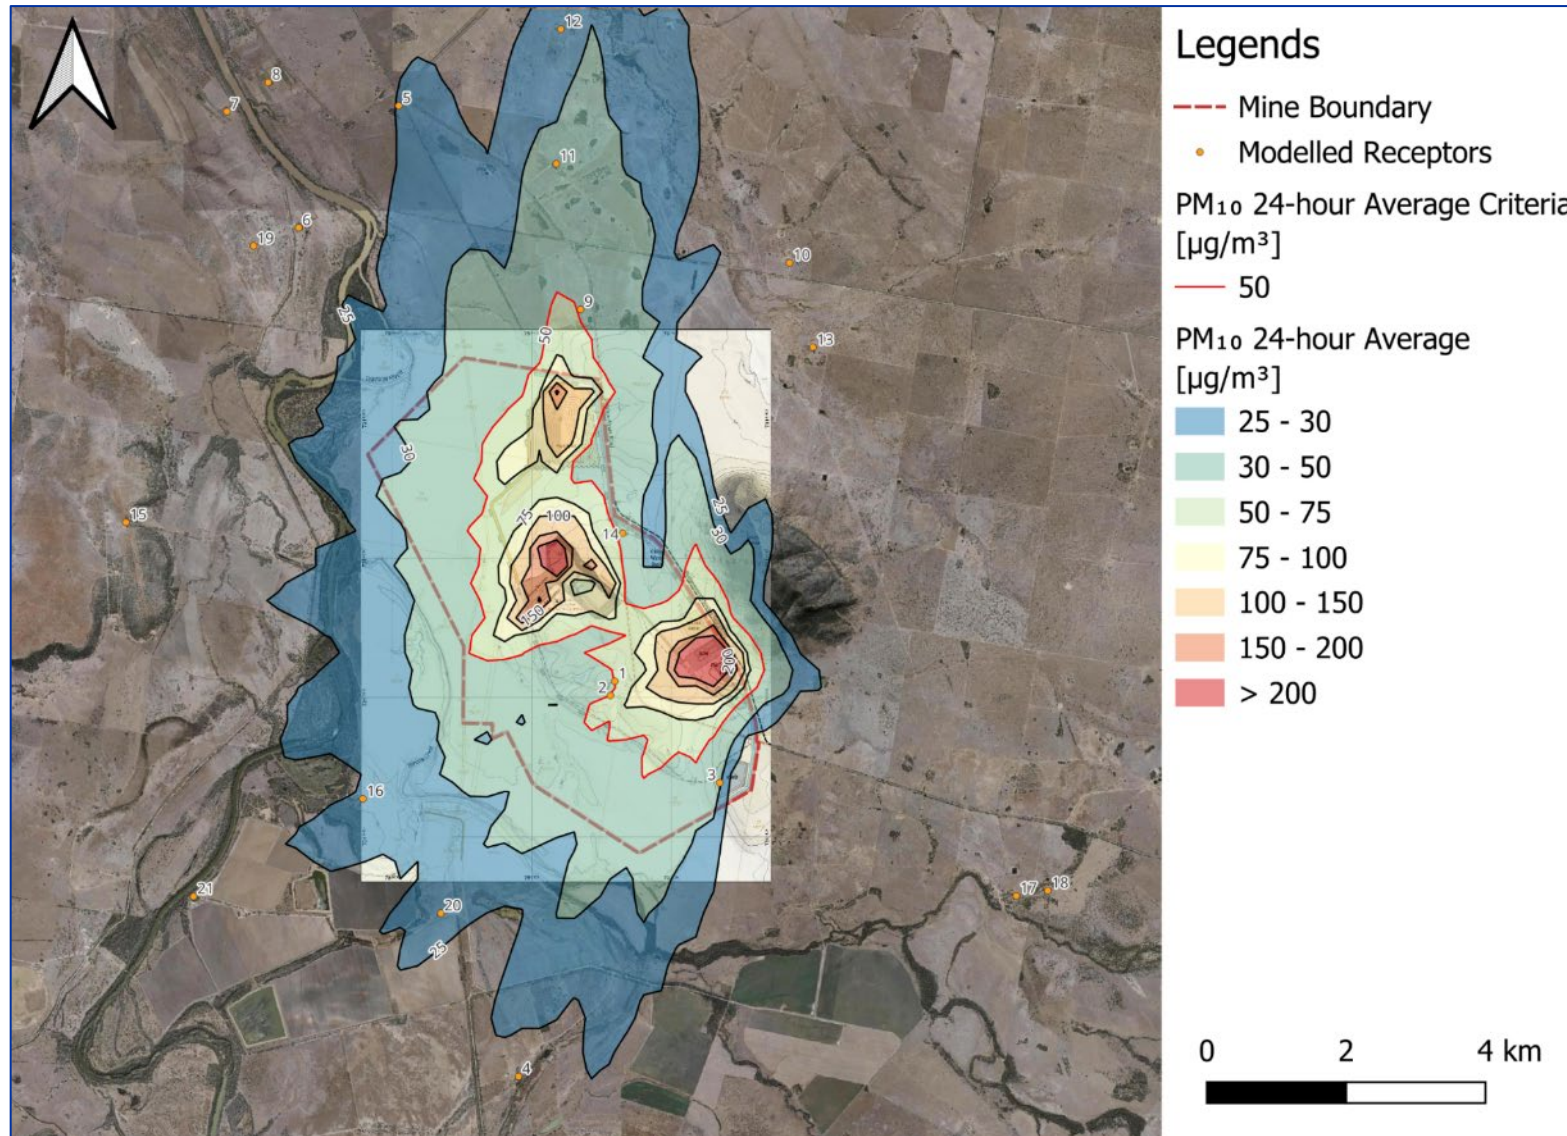 12
8
7
5
11
6
19
10
9
25
50
13
30
15
75
100
14
25
30
150
200
1
2
3
16
21
20
17
18
25
4
Legends
Mine Boundary
Modelled Receptors
PM₁₀ 24-hour Average Criteria
[µg/m³]
50
PM₁₀ 24-hour Average
[µg/m³]
25 - 30
30 - 50
50 - 75
75 - 100
100 - 150
150 - 200
> 200
0 2 4 km